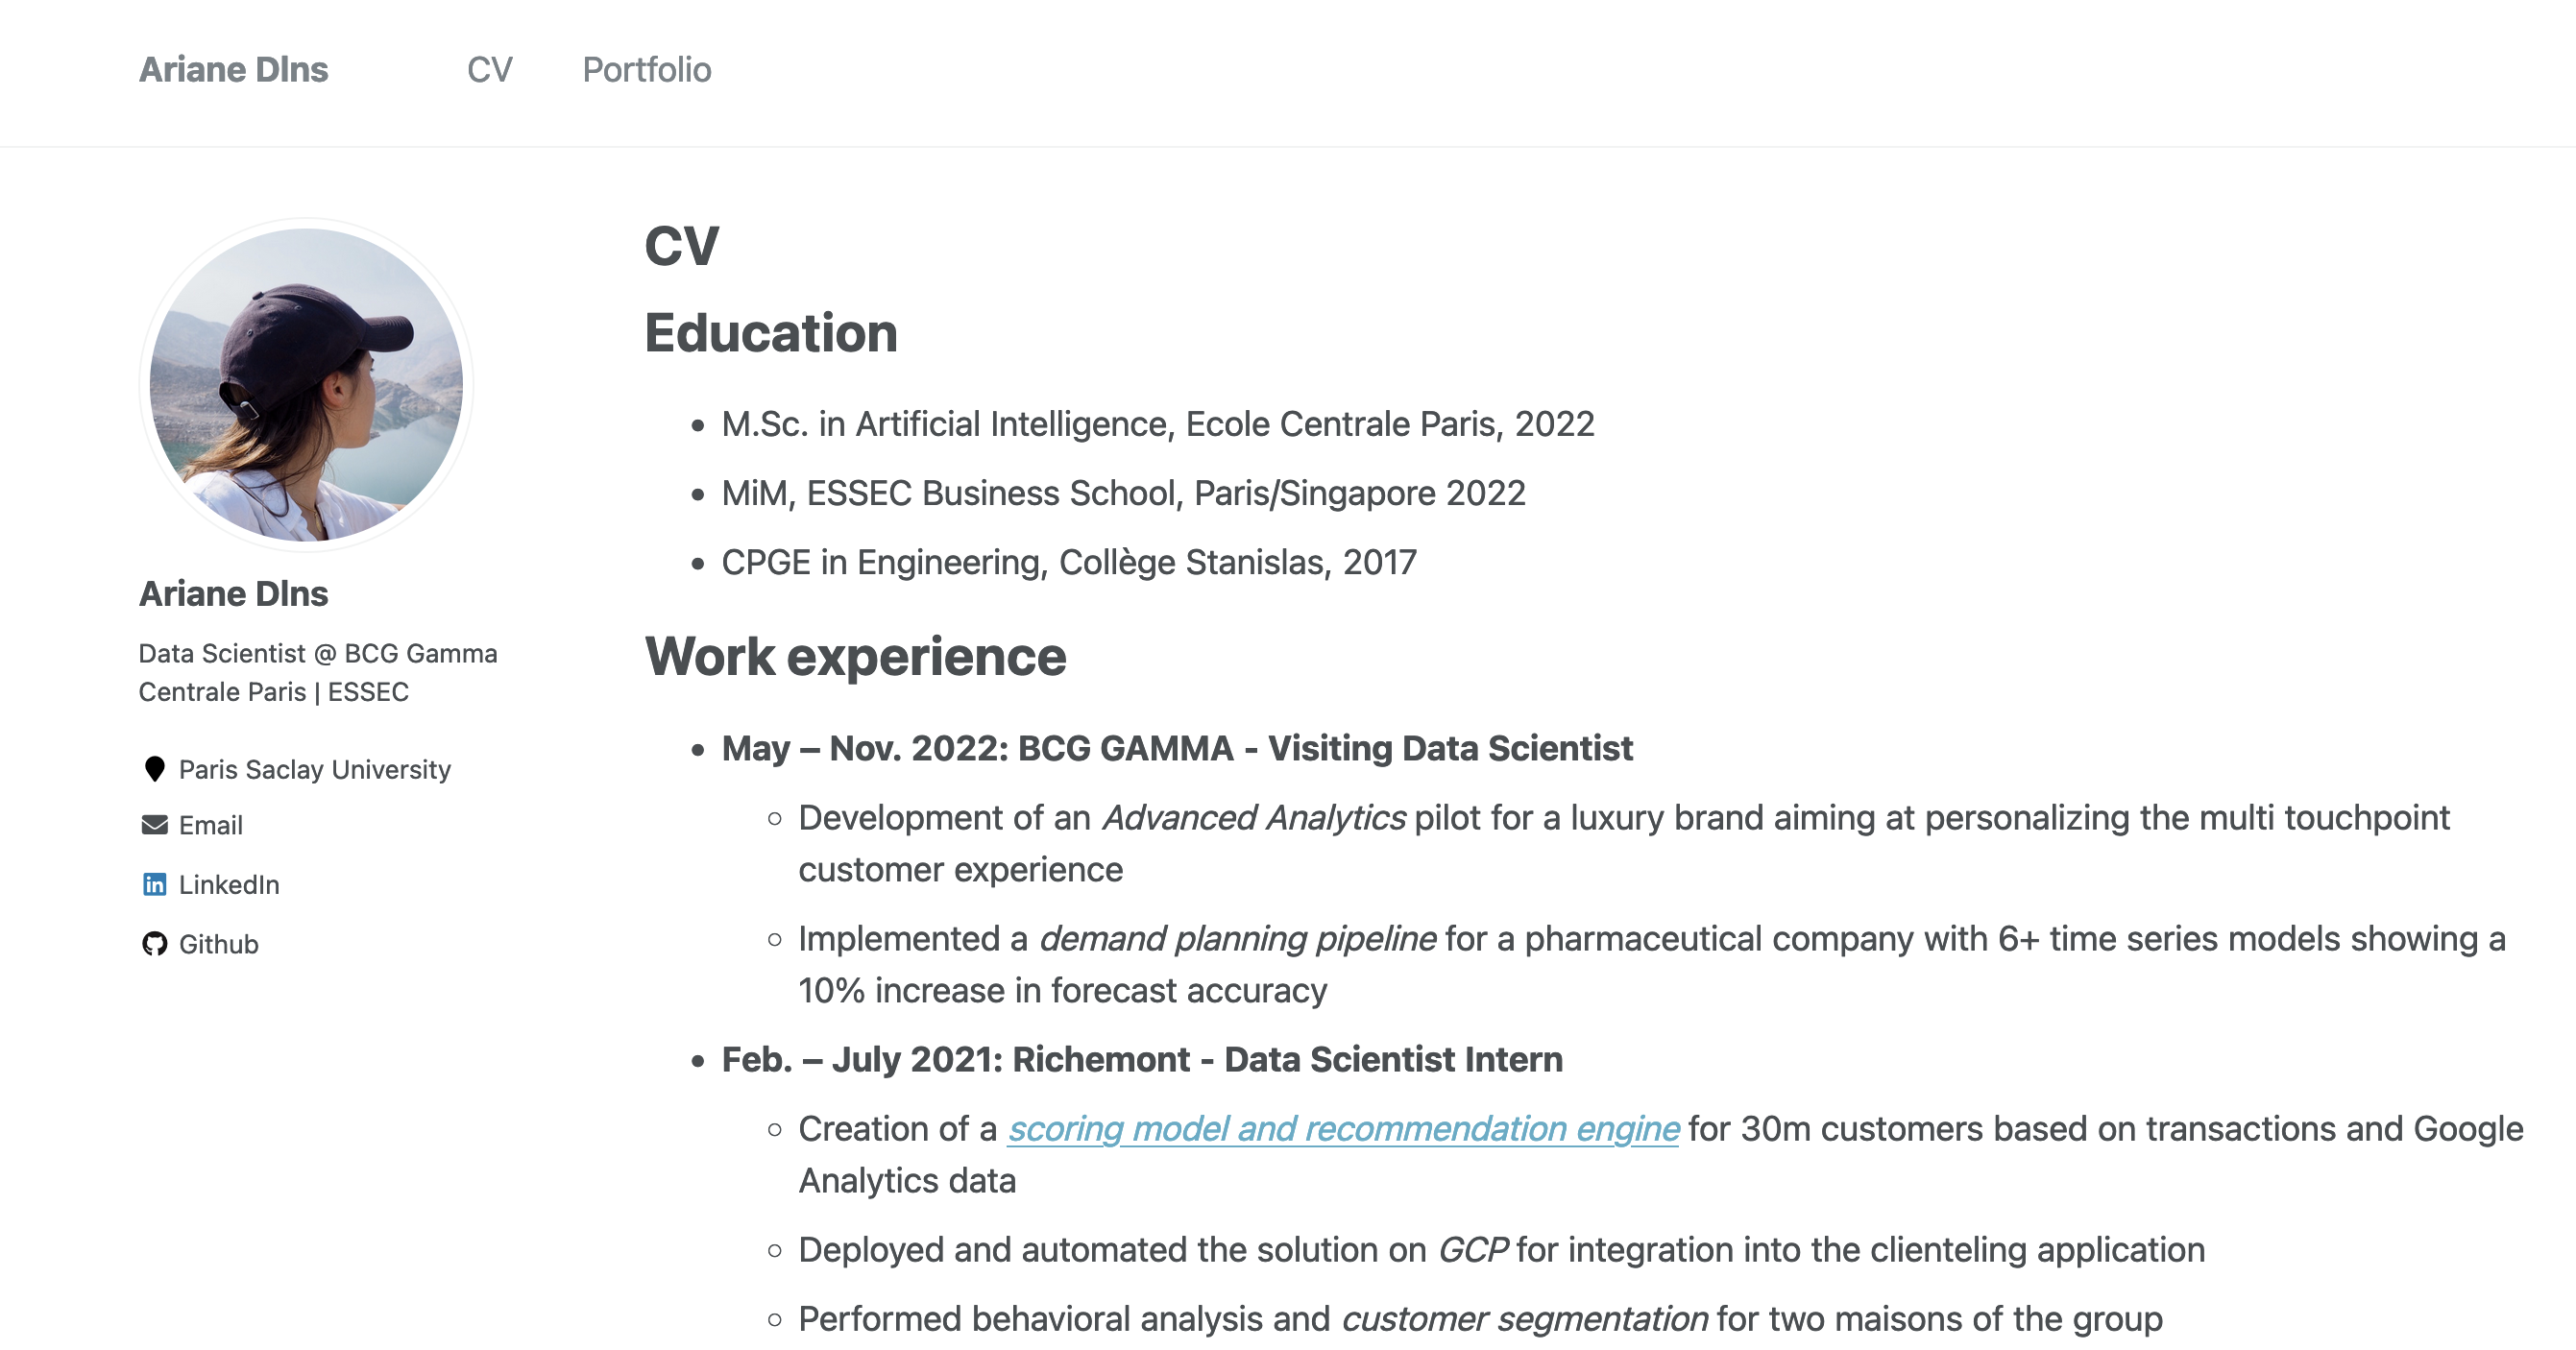 Ariane Dlns CV Portfolio
Ariane Dlns
Data Scientist @ BCG Gamma
Centrale Paris | ESSEC
Paris Saclay University
Email
LinkedIn
Github
CV
Education
• M.Sc. in Artificial Intelligence, Ecole Centrale Paris, 2022
• MiM, ESSEC Business School, Paris/Singapore 2022
• CPGE in Engineering, Collège Stanislas, 2017
Work experience
• May – Nov. 2022: BCG GAMMA - Visiting Data Scientist
◦ Development of an Advanced Analytics pilot for a luxury brand aiming at personalizing the multi touchpoint
customer experience
◦ Implemented a demand planning pipeline for a pharmaceutical company with 6+ time series models showing a
10% increase in forecast accuracy
• Feb. – July 2021: Richemont - Data Scientist Intern
◦ Creation of a scoring model and recommendation engine for 30m customers based on transactions and Google
Analytics data
◦ Deployed and automated the solution on GCP for integration into the clienteling application
◦ Performed behavioral analysis and customer segmentation for two maisons of the group